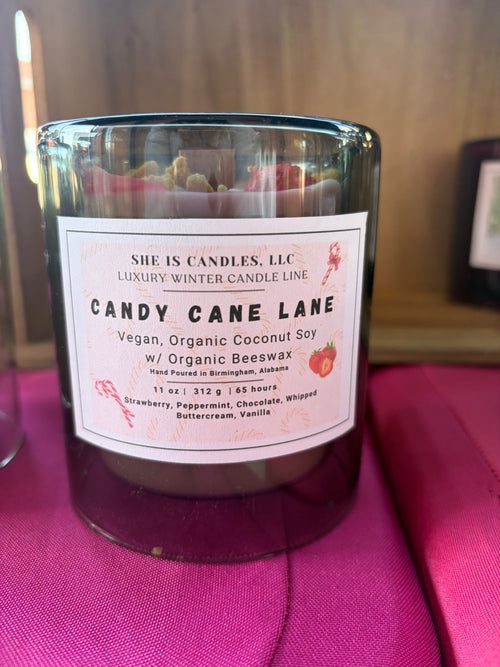 SHE IS CANDLES, LLC
LUXURY WINTER CANDLE LINE
CANDY CANE LANE
Vegan, Organic Coconut Soy
w/ Organic Beeswax
Hand Poured in Birmingham, Alabama
11 oz | 312 g | 65 hours
Strawberry, Peppermint, Chocolate, Whipped
Buttercream, Vanilla